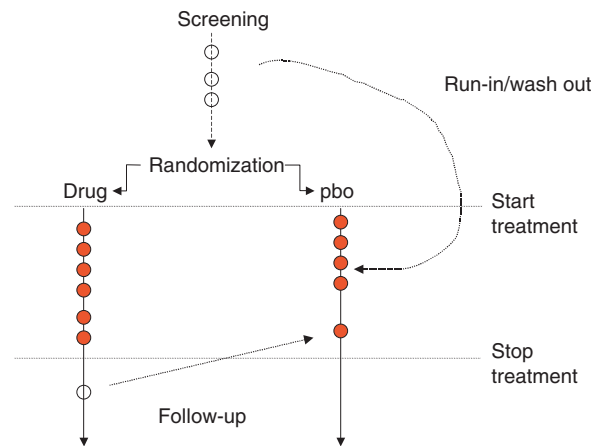 Screening
Run-in/wash out
Randomization
Drug
pbo
Start
treatment
Stop
treatment
Follow-up